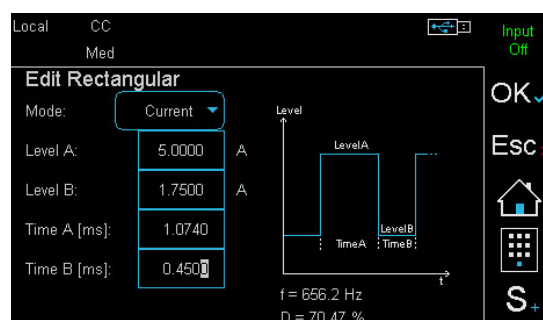 Local CC
Med
Input
Off
Edit Rectangular
OK
Mode: Current
Level
Level A: 5.0000 A
LevelA
Esc
Level B: 1.7500 A
LevelB
Time A [ms]: 1.0740
TimeA TimeB
Time B [ms]: 0.4500
t
f = 656.2 Hz
S+
D = 70.47 %